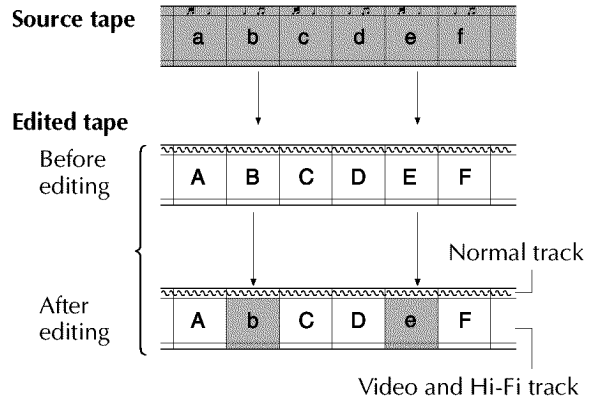 Source tape
a b c d e f
Edited tape
Before
editing
A B C D E F
Normal track
After
editing
A b C D e F
Video and Hi-Fi track